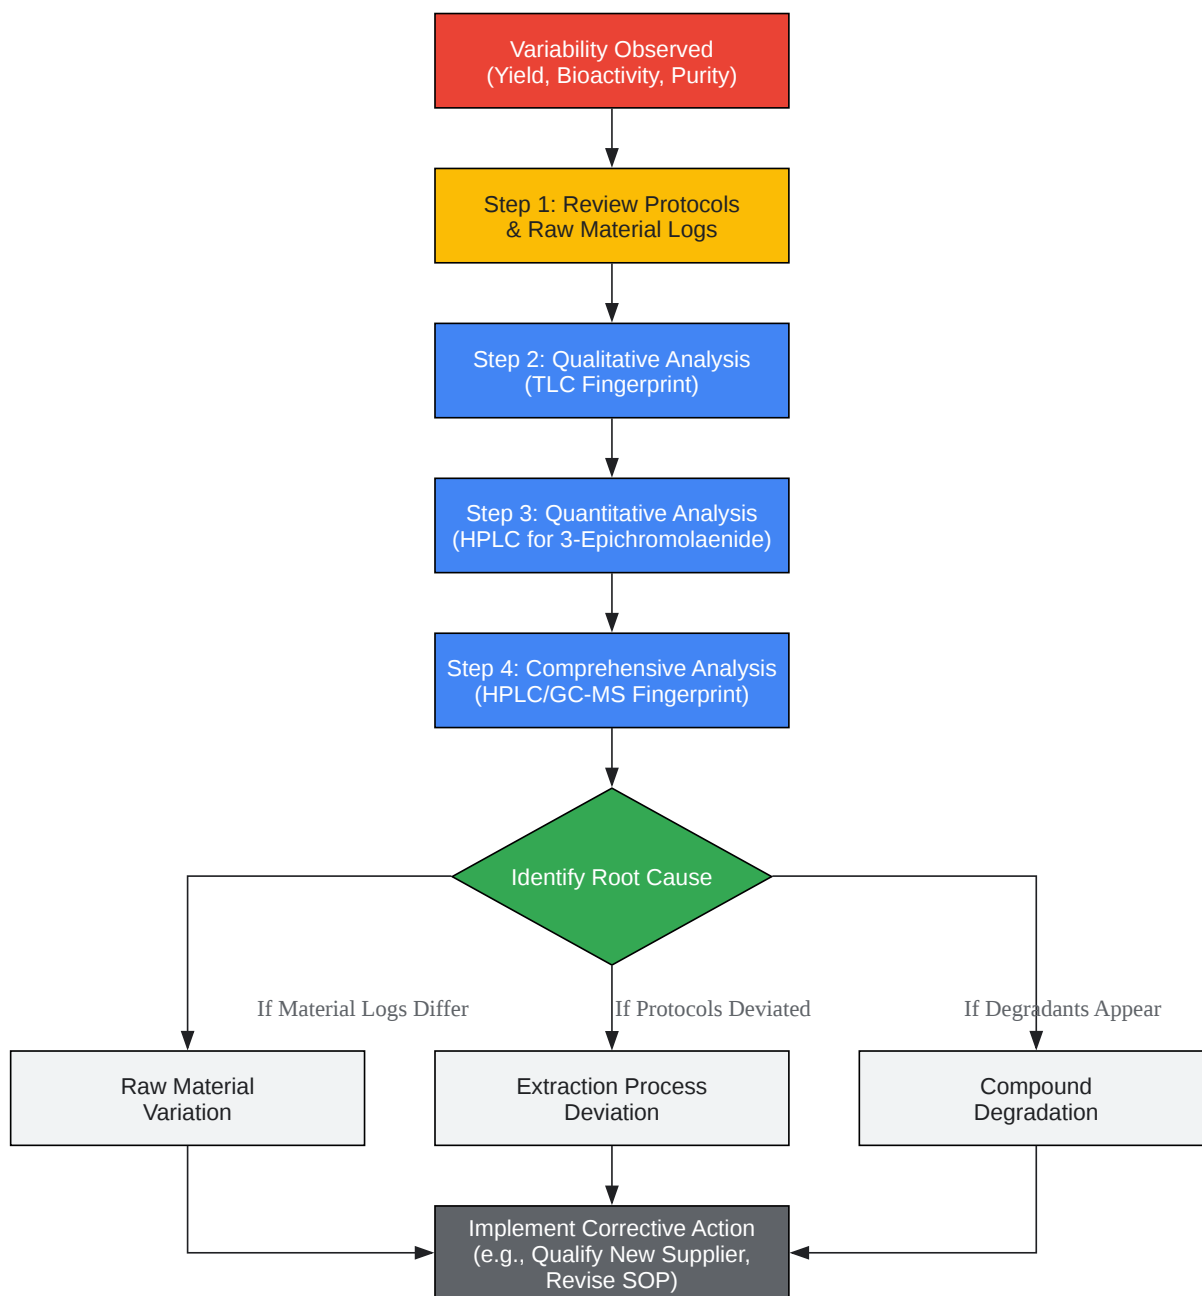 Variability Observed
(Yield, Bioactivity, Purity)
Step 1: Review Protocols
& Raw Material Logs
Step 2: Qualitative Analysis
(TLC Fingerprint)
Step 3: Quantitative Analysis
(HPLC for 3-Epichromolaenide)
Step 4: Comprehensive Analysis
(HPLC/GC-MS Fingerprint)
Identify Root Cause
If Material Logs Differ
If Protocols Deviated
If Degradants Appear
Raw Material
Variation
Extraction Process
Deviation
Compound
Degradation
Implement Corrective Action
(e.g., Qualify New Supplier,
Revise SOP)